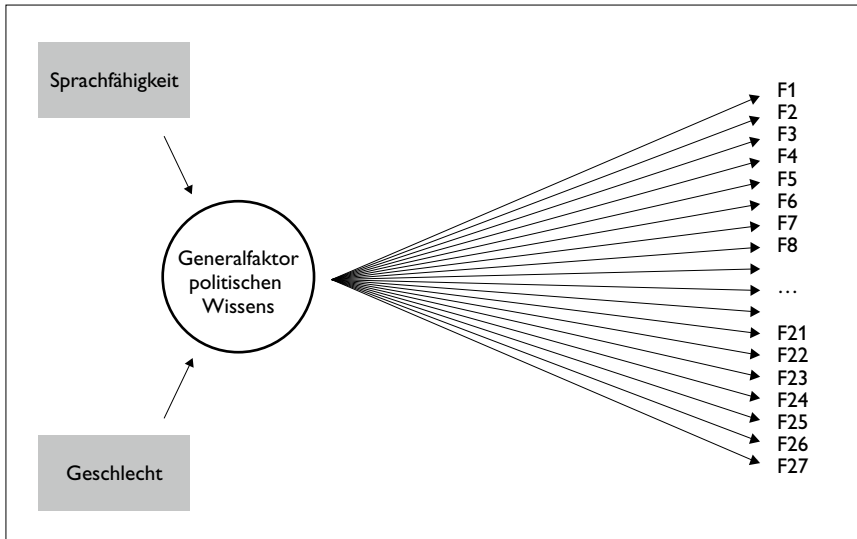 Sprachfähigkeit
Generalfaktor
politischen
Wissens
Geschlecht
F1
F2
F3
F4
F5
F6
F7
F8
...
F21
F22
F23
F24
F25
F26
F27